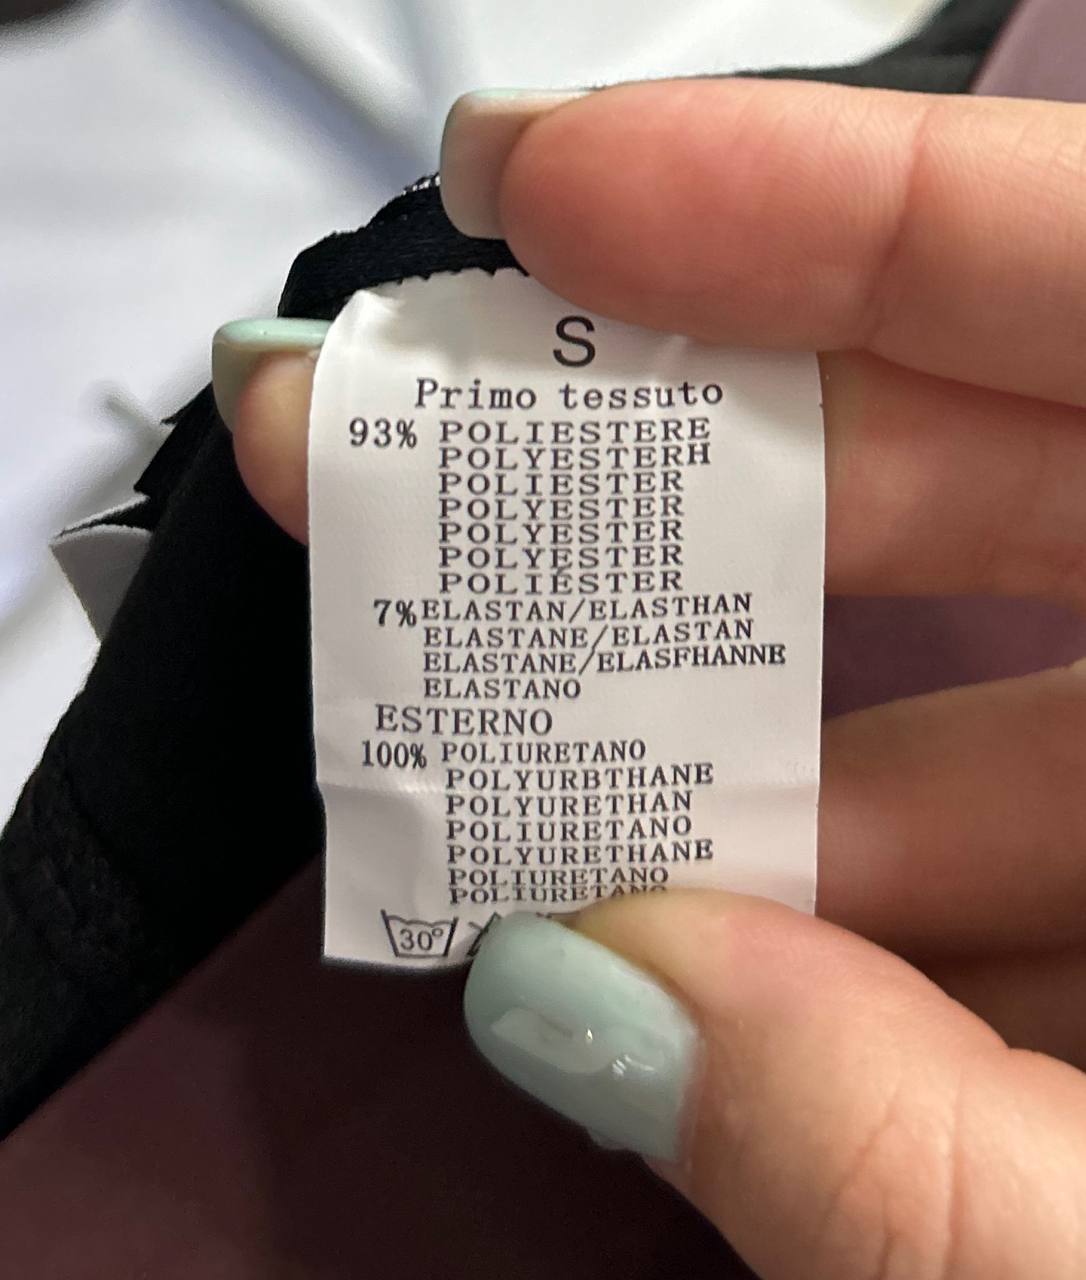 S
Primo tessuto
93% POLIESTERE
POLYESTERH
POLIESTER
POLYESTER
POLYESTER
POLYESTER
POLIÉSTER
7% ELASTAN/ELASTHAN
ELASTANE/ELASTAN
ELASTANE/ELASFHANNE
ELASTANO
ESTERNO
100% POLIURETANO
POLYURBTHANE
POLYURETHAN
POLIURETANO
POLYURETHANE
POLIURETANO
POLIURETANO
30°